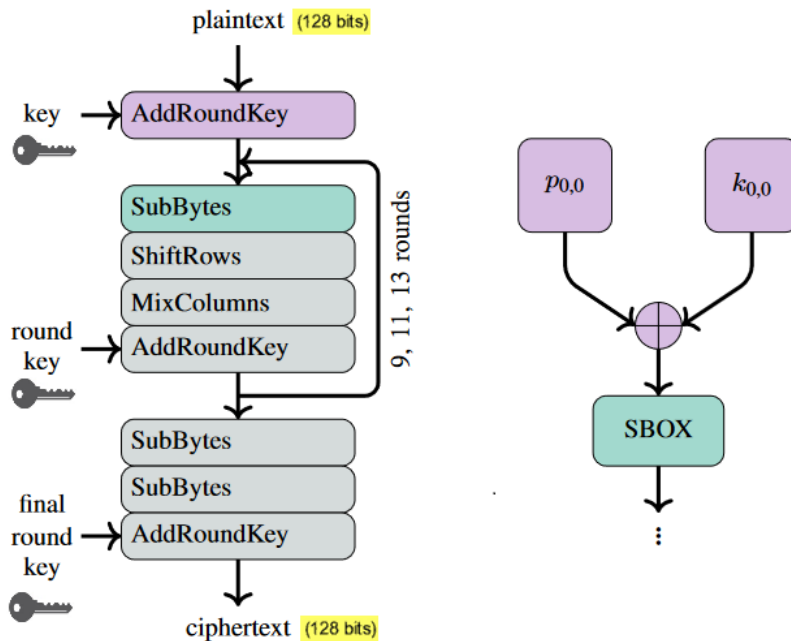 plaintext (128 bits)
key
AddRoundKey
SubBytes
ShiftRows
MixColumns
round
key
AddRoundKey
9, 11, 13 rounds
SubBytes
SubBytes
final
round
key
AddRoundKey
ciphertext (128 bits)
p0,0
k0,0
SBOX
⋮